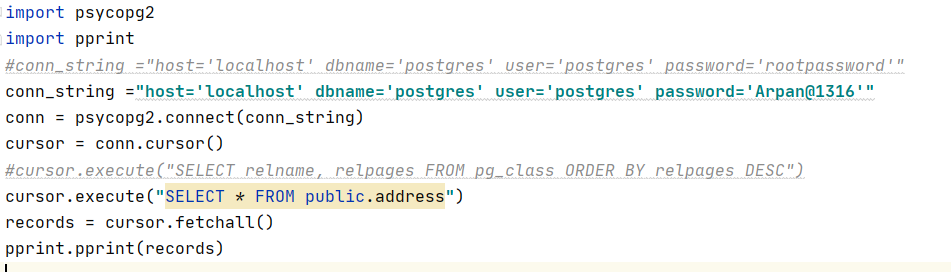 import psycopg2
import pprint
#conn_string ="host='localhost' dbname='postgres' user='postgres' password='rootpassword'"
conn_string ="host='localhost' dbname='postgres' user='postgres' password='Arpan@1316'"
conn = psycopg2.connect(conn_string)
cursor = conn.cursor()
#cursor.execute("SELECT relname, relpages FROM pg_class ORDER BY relpages DESC")
cursor.execute("SELECT * FROM public.address")
records = cursor.fetchall()
pprint.pprint(records)